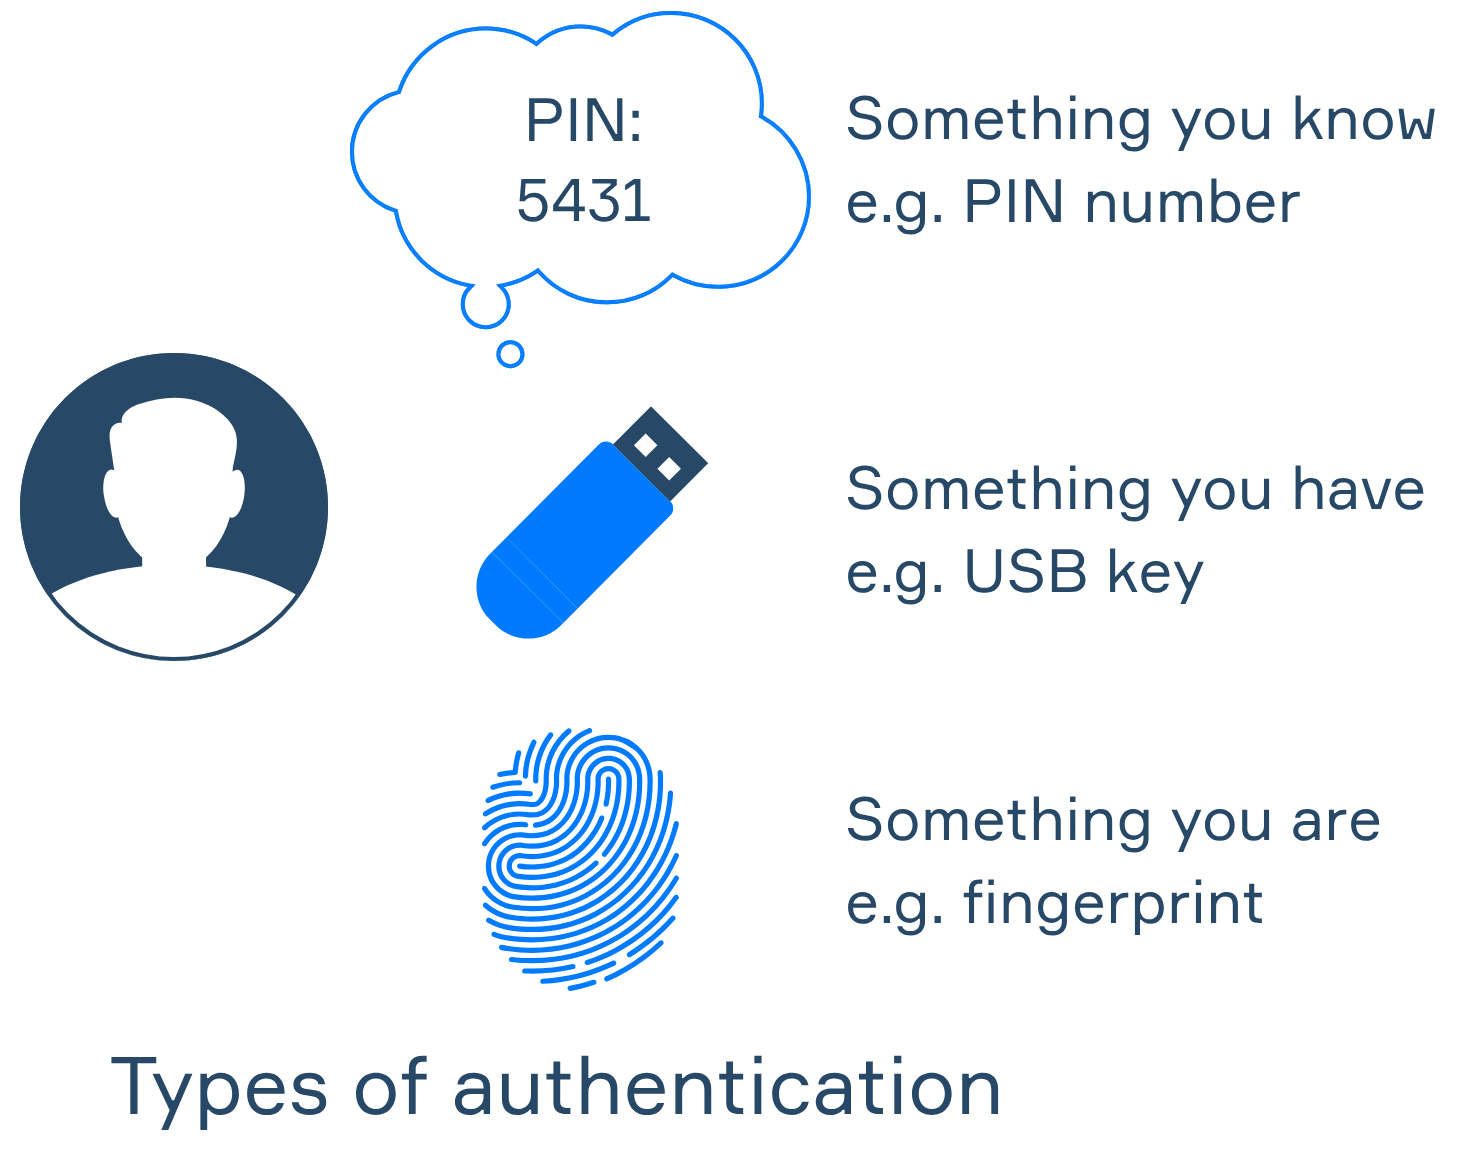 PIN:
5431
Something you know
e.g. PIN number
Something you have
e.g. USB key
Something you are
e.g. fingerprint
Types of authentication